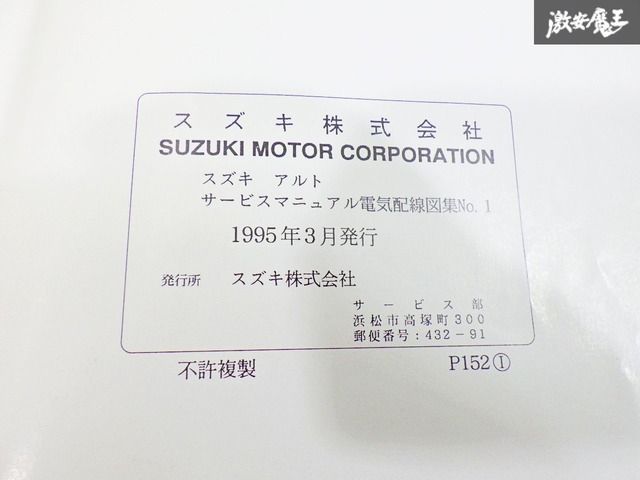 激安魔王
スズキ株式会社
SUZUKI MOTOR CORPORATION
スズキ アルト
サービスマニュアル電気配線図集No.1
1995年3月発行
発行所 スズキ株式会社
サービス部
浜松市高塚町300
郵便番号:432-91
不許複製 P152①